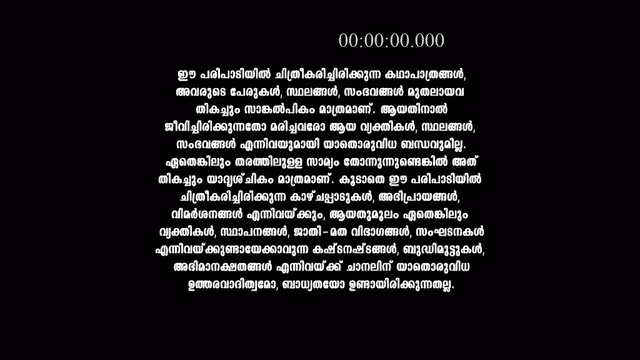 00:00:00.000
ഈ പരിപാടിയിൽ ചിത്രീകരിച്ചിരിക്കുന്ന കഥാപാത്രങ്ങൾ,
അവരുടെ പേരുകൾ, സ്ഥലങ്ങൾ, സംഭവങ്ങൾ മുതലായവ
തികച്ചും സാങ്കൽപികം മാത്രമാണ്. ആയതിനാൽ
ജീവിച്ചിരിക്കുന്നതോ മരിച്ചവരോ ആയ വ്യക്തികൾ, സ്ഥലങ്ങൾ,
സംഭവങ്ങൾ എന്നിവയുമായി യാതൊരുവിധ ബന്ധവുമില്ല.
ഏതെങ്കിലും തരത്തിലുളള സാമ്യം തോന്നുന്നുണ്ടെങ്കിൽ അത്
തികച്ചും യാദൃശ്ചികം മാത്രമാണ്. കൂടാതെ ഈ പരിപാടിയിൽ
ചിത്രീകരിച്ചിരിക്കുന്ന കാഴ്ചപ്പാടുകൾ, അഭിപ്രായങ്ങൾ,
വിമർശനങ്ങൾ എന്നിവയ്ക്കും, ആയതുമൂലം ഏതെങ്കിലും
വ്യക്തികൾ, സ്ഥാപനങ്ങൾ, ജാതി-മത വിഭാഗങ്ങൾ, സംഘടനകൾ
എന്നിവയ്ക്കുണ്ടായേക്കാവുന്ന കഷ്ടനഷ്ടങ്ങൾ, ബുദ്ധിമുട്ടുകൾ,
അഭിമാനക്ഷതങ്ങൾ എന്നിവയ്ക്ക് ചാനലിന് യാതൊരുവിധ
ഉത്തരവാദിത്വമോ, ബാധ്യതയോ ഉണ്ടായിരിക്കുന്നതല്ല.